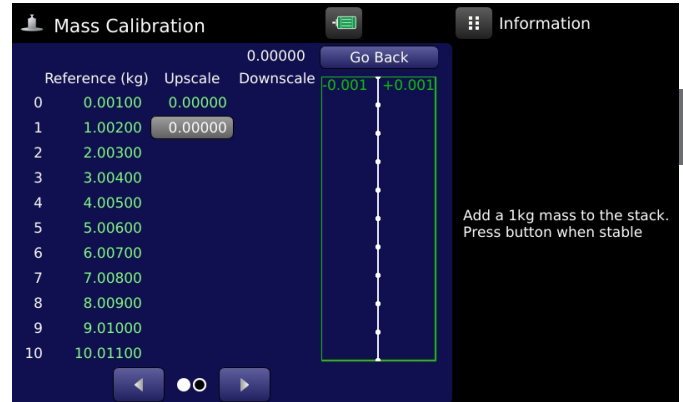 Mass Calibration
Information
0.00000 Go Back
Reference (kg) Upscale Downscale -0.001 +0.001
0 0.00100 0.00000
1 1.00200 0.00000
2 2.00300
3 3.00400
4 4.00500
5 5.00600
6 6.00700
7 7.00800
8 8.00900
9 9.01000
10 10.01100
Add a 1kg mass to the stack.
Press button when stable